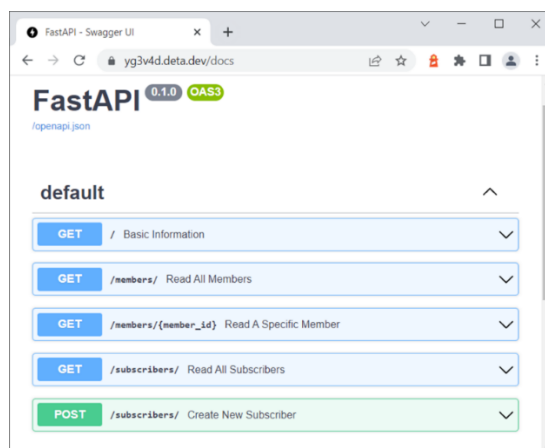 FastAPI - Swagger UI
yg3v4d.deta.dev/docs
FastAPI 0.1.0 OAS3
/openapi.json
default
GET / Basic Information
GET /members/ Read All Members
GET /members/{member_id} Read A Specific Member
GET /subscribers/ Read All Subscribers
POST /subscribers/ Create New Subscriber